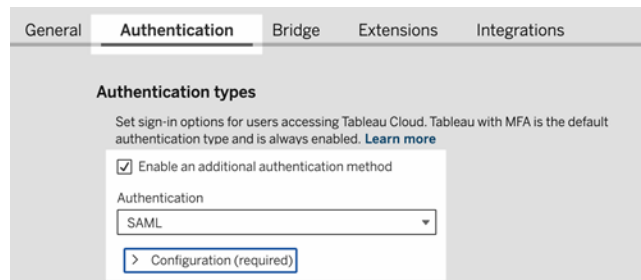 General Authentication Bridge Extensions Integrations
Authentication types
Set sign-in options for users accessing Tableau Cloud. Tableau with MFA is the default
authentication type and is always enabled. Learn more
Enable an additional authentication method
Authentication
SAML
Configuration (required)